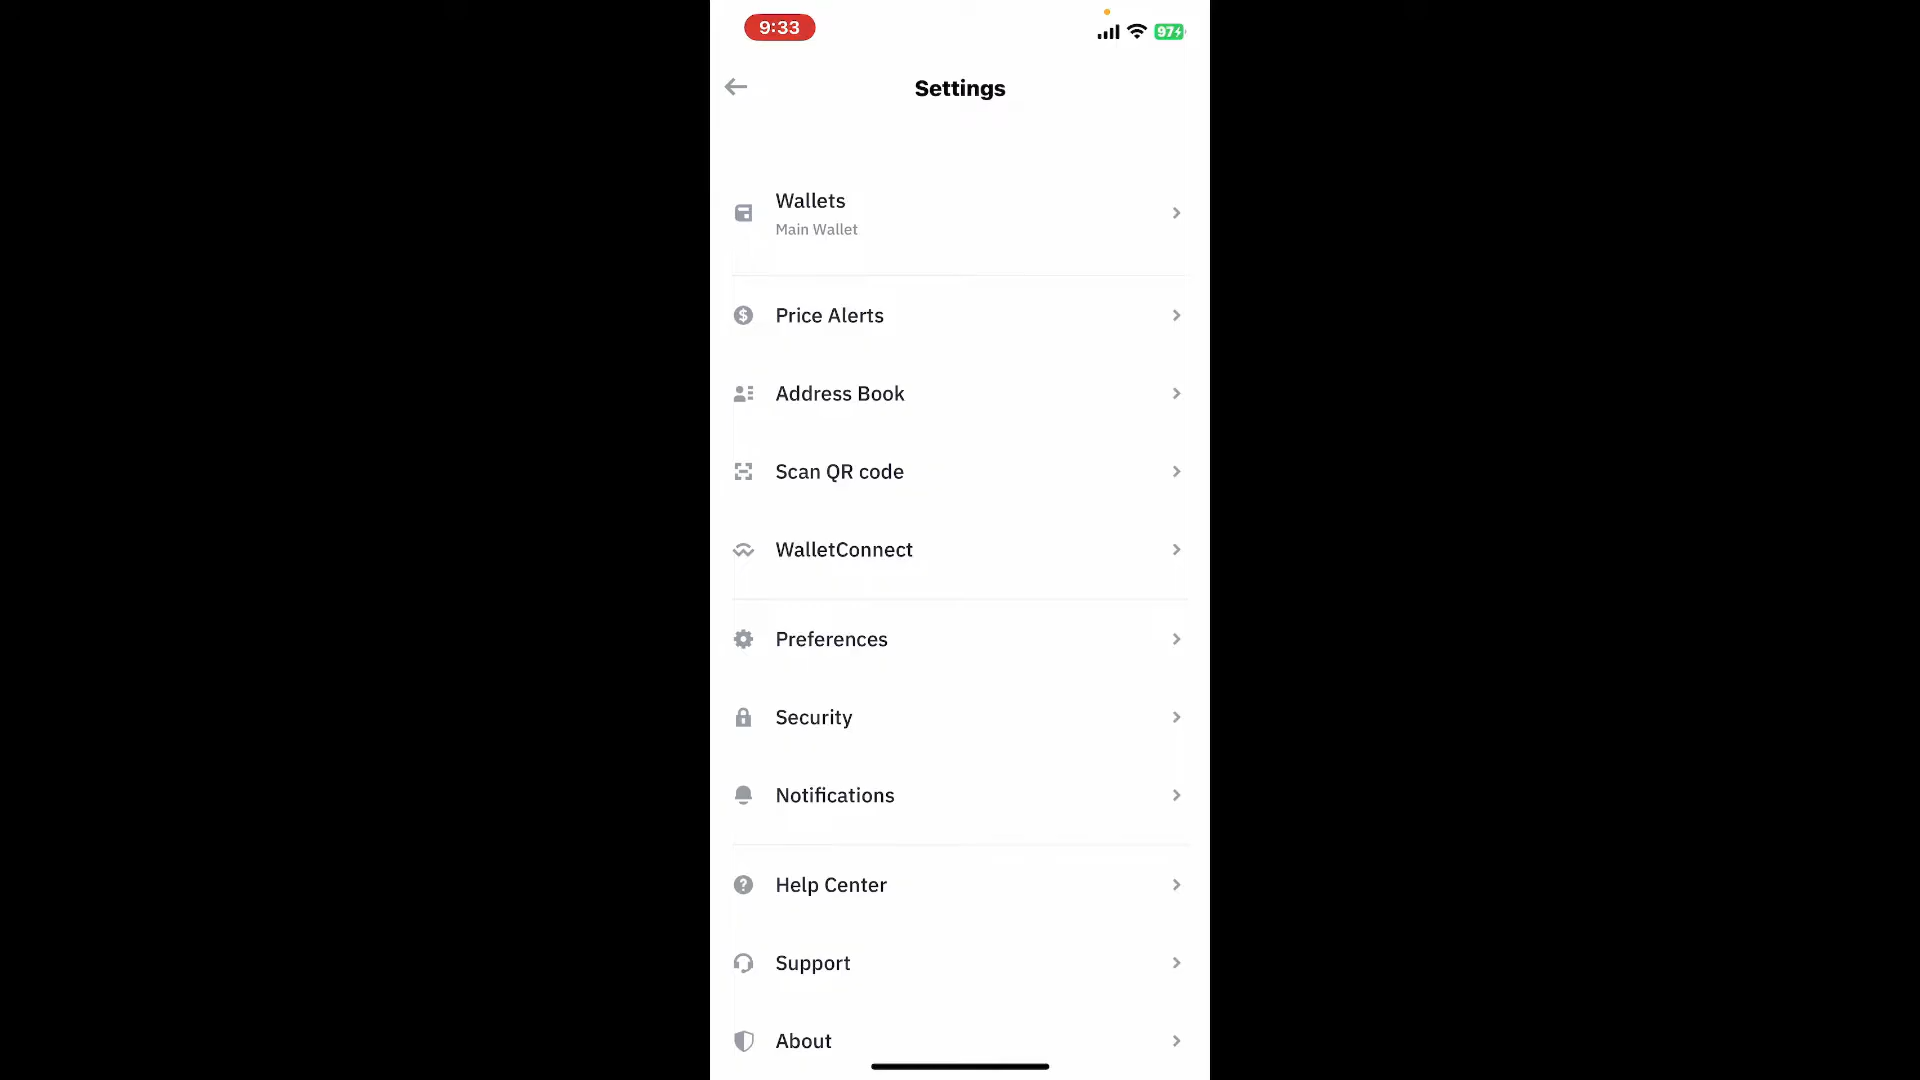 9:33
97
Settings
Wallets
Main Wallet
Price Alerts
Address Book
Scan QR code
WalletConnect
Preferences
Security
Notifications
Help Center
Support
About